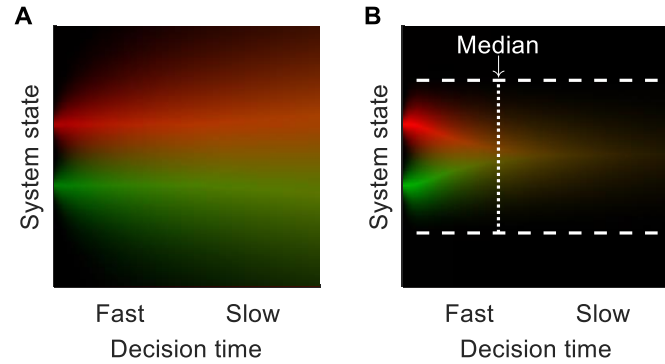 A
System state
Fast
Slow
Decision time
B
Median
System state
Fast
Slow
Decision time